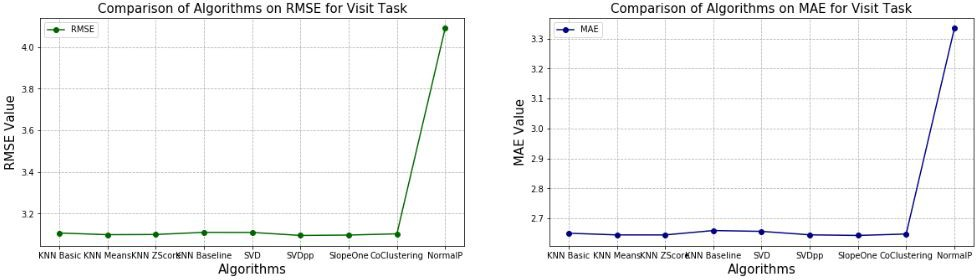 Comparison of Algorithms on RMSE for Visit Task
RMSE
4.0
3.8
3.6
3.4
3.2
RMSE Value
KNN Basic KNN Means KNN ZScore KNN Baseline SVD SVDpp SlopeOne CoClustering NormalP
Algorithms
Comparison of Algorithms on MAE for Visit Task
MAE
3.3
3.2
3.1
3.0
2.9
2.8
2.7
MAE Value
KNN Basic KNN Means KNN ZScore KNN Baseline SVD SVDpp SlopeOne CoClustering NormalP
Algorithms